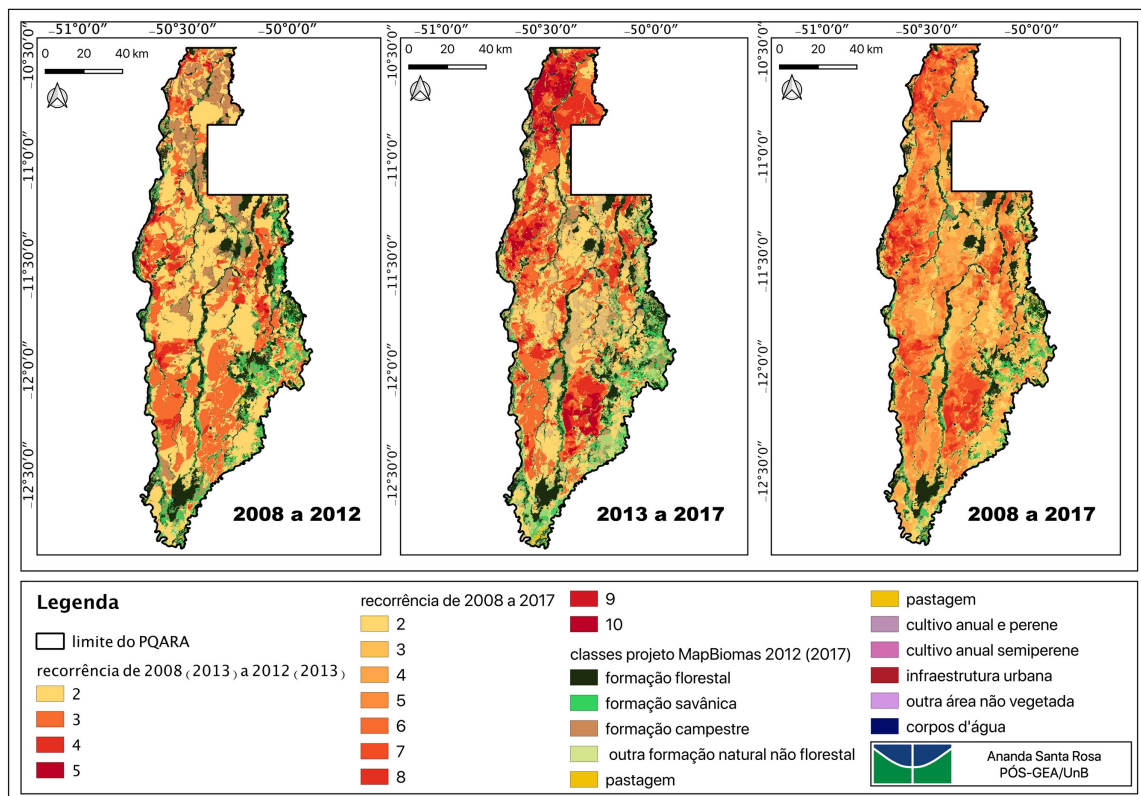 −51°0′0″ −50°30′0″ −50°0′0″ −50°30′0″ −50°0′0″ −50°30′0″ −50°0′0″
0 20 40 km
0 20 40 km
0 20 40 km
−10°30′0″
−11°0′0″
−11°30′0″
−12°0′0″
−12°30′0″
−10°30′0″
−11°0′0″
−11°30′0″
−12°0′0″
−12°30′0″
−10°30′0″
−11°0′0″
−11°30′0″
−12°0′0″
−12°30′0″
2008 a 2012
2013 a 2017
2008 a 2017
Legenda
limite do PQARA
recorrência de 2008 (2013) a 2012 (2013)
2
3
4
5
recorrência de 2008 a 2017
2
3
4
5
6
7
8
9
10
classes projeto MapBiomas 2012 (2017)
formação florestal
formação savânica
formação campestre
outra formação natural não florestal
pastagem
pastagem
cultivo anual e perene
cultivo anual semiperene
infraestrutura urbana
outra área não vegetada
corpos d'água
Ananda Santa Rosa
PÓS-GEA/UnB